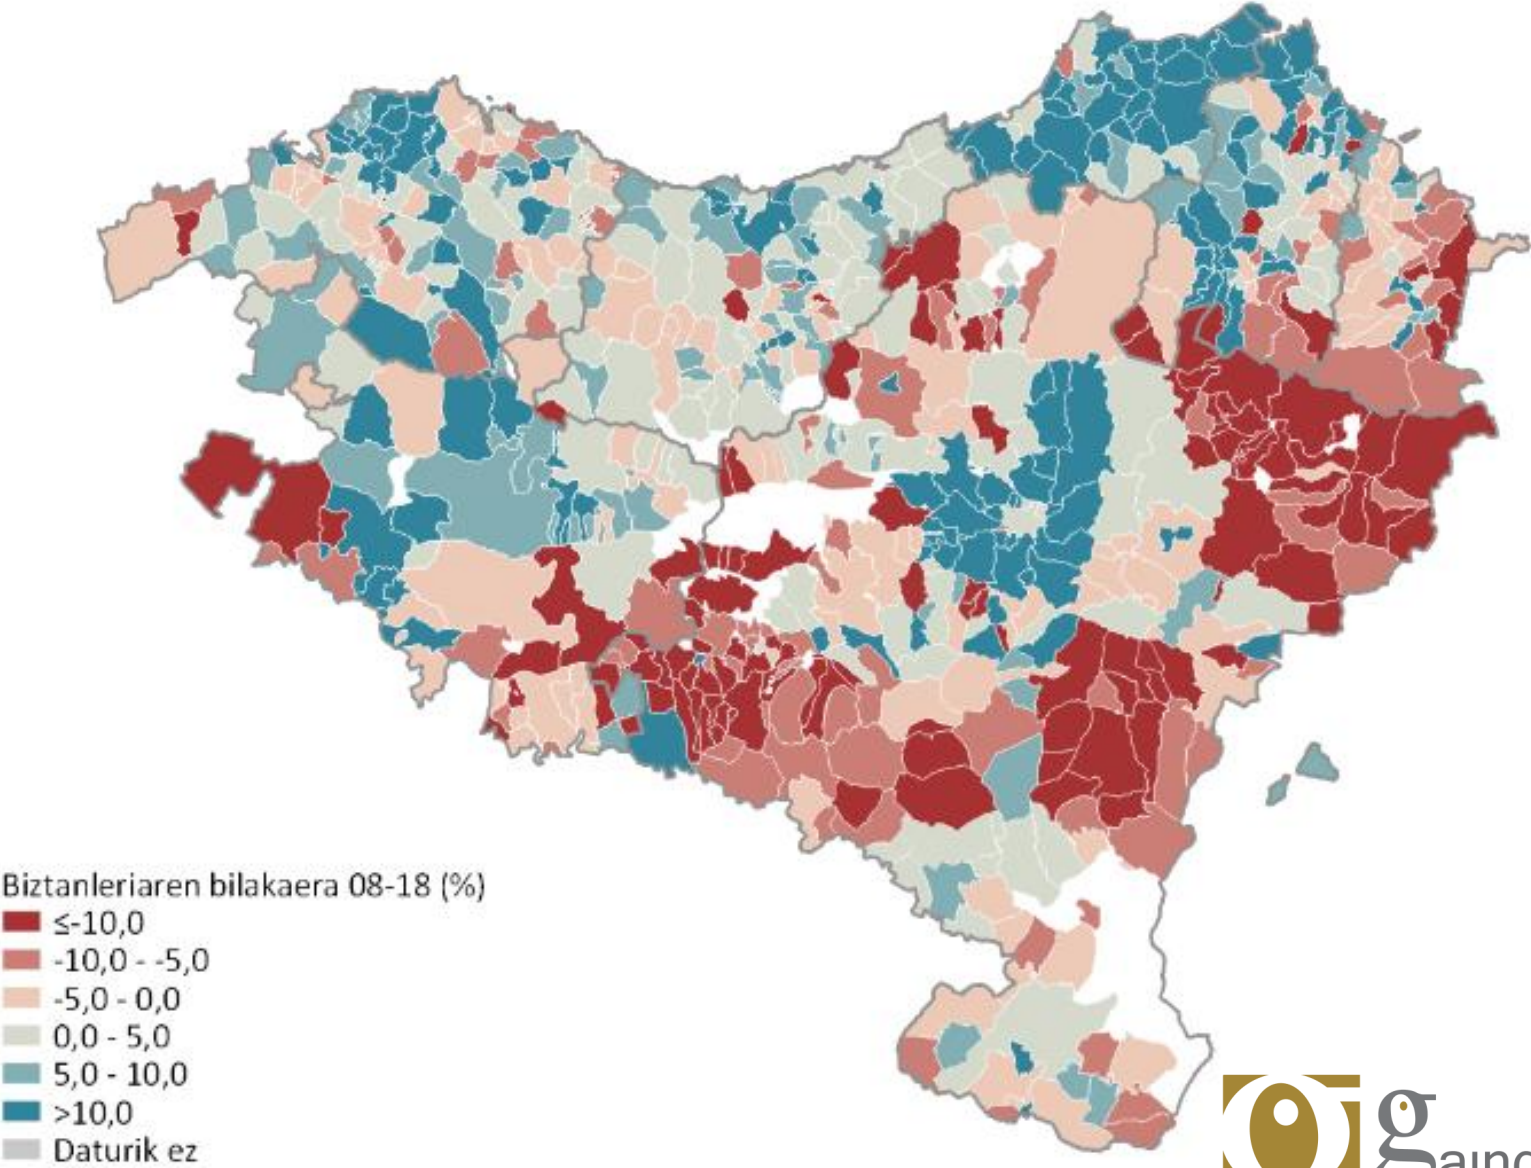 Biztanleriaren bilakaera 08-18 (%)
≤-10,0
-10,0 - -5,0
-5,0 - 0,0
0,0 - 5,0
5,0 - 10,0
>10,0
Daturik ez